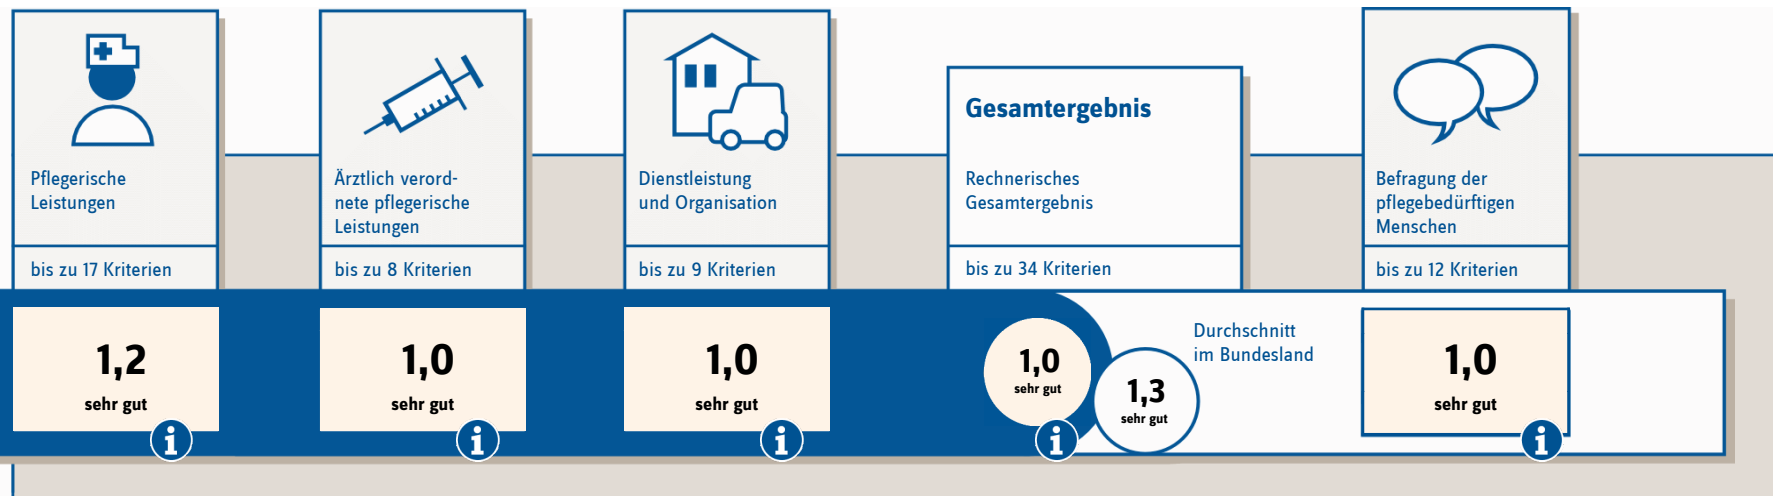 Pflegerische
Leistungen
bis zu 17 Kriterien
1,2
sehr gut
i
Ärztlich verord-
nete pflegerische
Leistungen
bis zu 8 Kriterien
1,0
sehr gut
i
Dienstleistung
und Organisation
bis zu 9 Kriterien
1,0
sehr gut
i
Gesamtergebnis
Rechnerisches
Gesamtergebnis
bis zu 34 Kriterien
1,0
sehr gut
i
1,3
sehr gut
Durchschnitt
im Bundesland
Befragung der
pflegebedürftigen
Menschen
bis zu 12 Kriterien
1,0
sehr gut
i